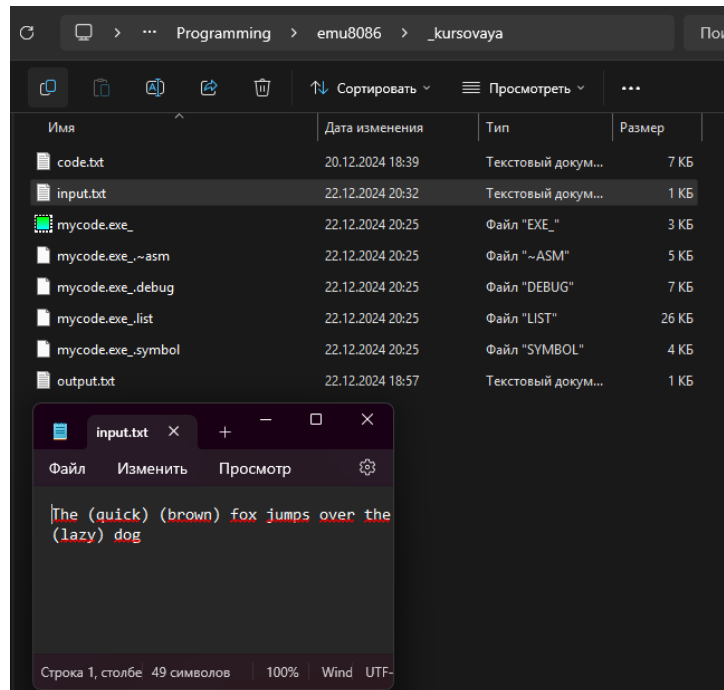 Programming > emu8086 > _kursovaya Пои
Сортировать Просмотреть
Имя Дата изменения Тип Размер
code.txt 20.12.2024 18:39 Текстовый докум... 7 КБ
input.txt 22.12.2024 20:32 Текстовый докум... 1 КБ
mycode.exe_ 22.12.2024 20:25 Файл "EXE_" 3 КБ
mycode.exe_.~asm 22.12.2024 20:25 Файл "~ASM" 5 КБ
mycode.exe_.debug 22.12.2024 20:25 Файл "DEBUG" 7 КБ
mycode.exe_.list 22.12.2024 20:25 Файл "LIST" 26 КБ
mycode.exe_.symbol 22.12.2024 20:25 Файл "SYMBOL" 4 КБ
output.txt 22.12.2024 18:57 Текстовый докум... 1 КБ
input.txt
Файл Изменить Просмотр
The (quick) (brown) fox jumps over the
(lazy) dog
Строка 1, столбе 49 символов 100% Wind UTF-